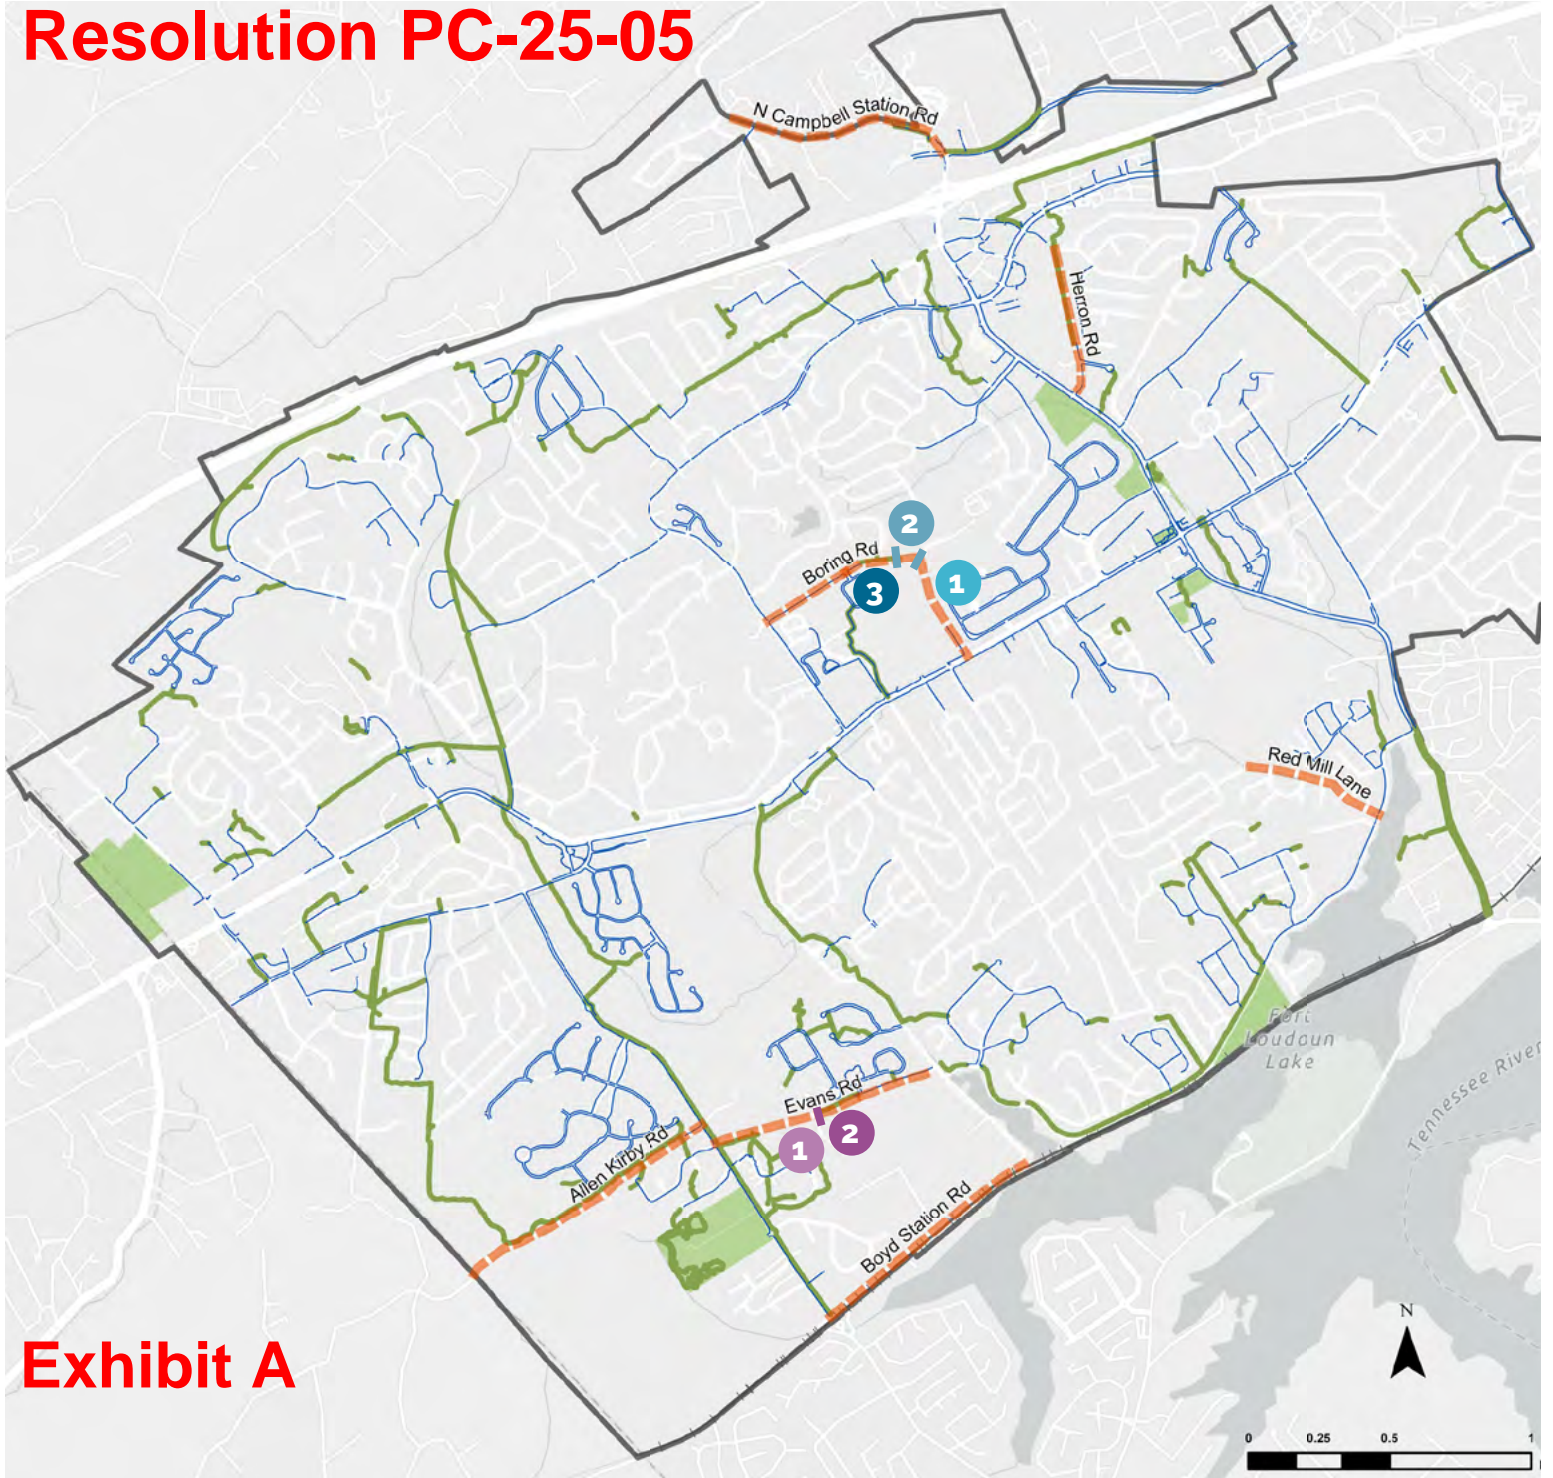 Resolution PC-25-05
N Campbell Station Rd
Herron Rd
2
Boring Rd
3
1
Red Mill Lane
Fort
Loudoun
Lake
Tennessee River
Evans Rd
1
2
Allen Kirby Rd
Boyd Station Rd
N
Exhibit A
0 0.25 0.5 1